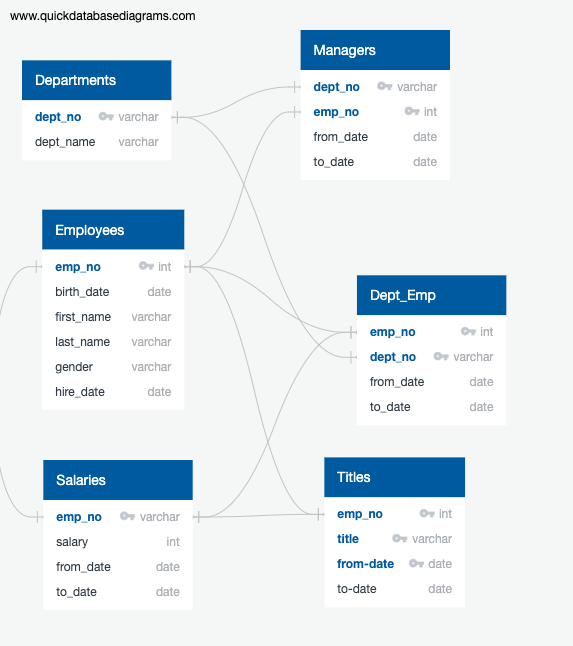 www.quickdatabasediagrams.com
Managers
dept_no varchar
emp_no int
from_date date
to_date date
Departments
dept_no varchar
dept_name varchar
Employees
emp_no int
birth_date date
first_name varchar
last_name varchar
gender varchar
hire_date date
Dept_Emp
emp_no int
dept_no varchar
from_date date
to_date date
Salaries
emp_no varchar
salary int
from_date date
to_date date
Titles
emp_no int
title varchar
from-date date
to-date date